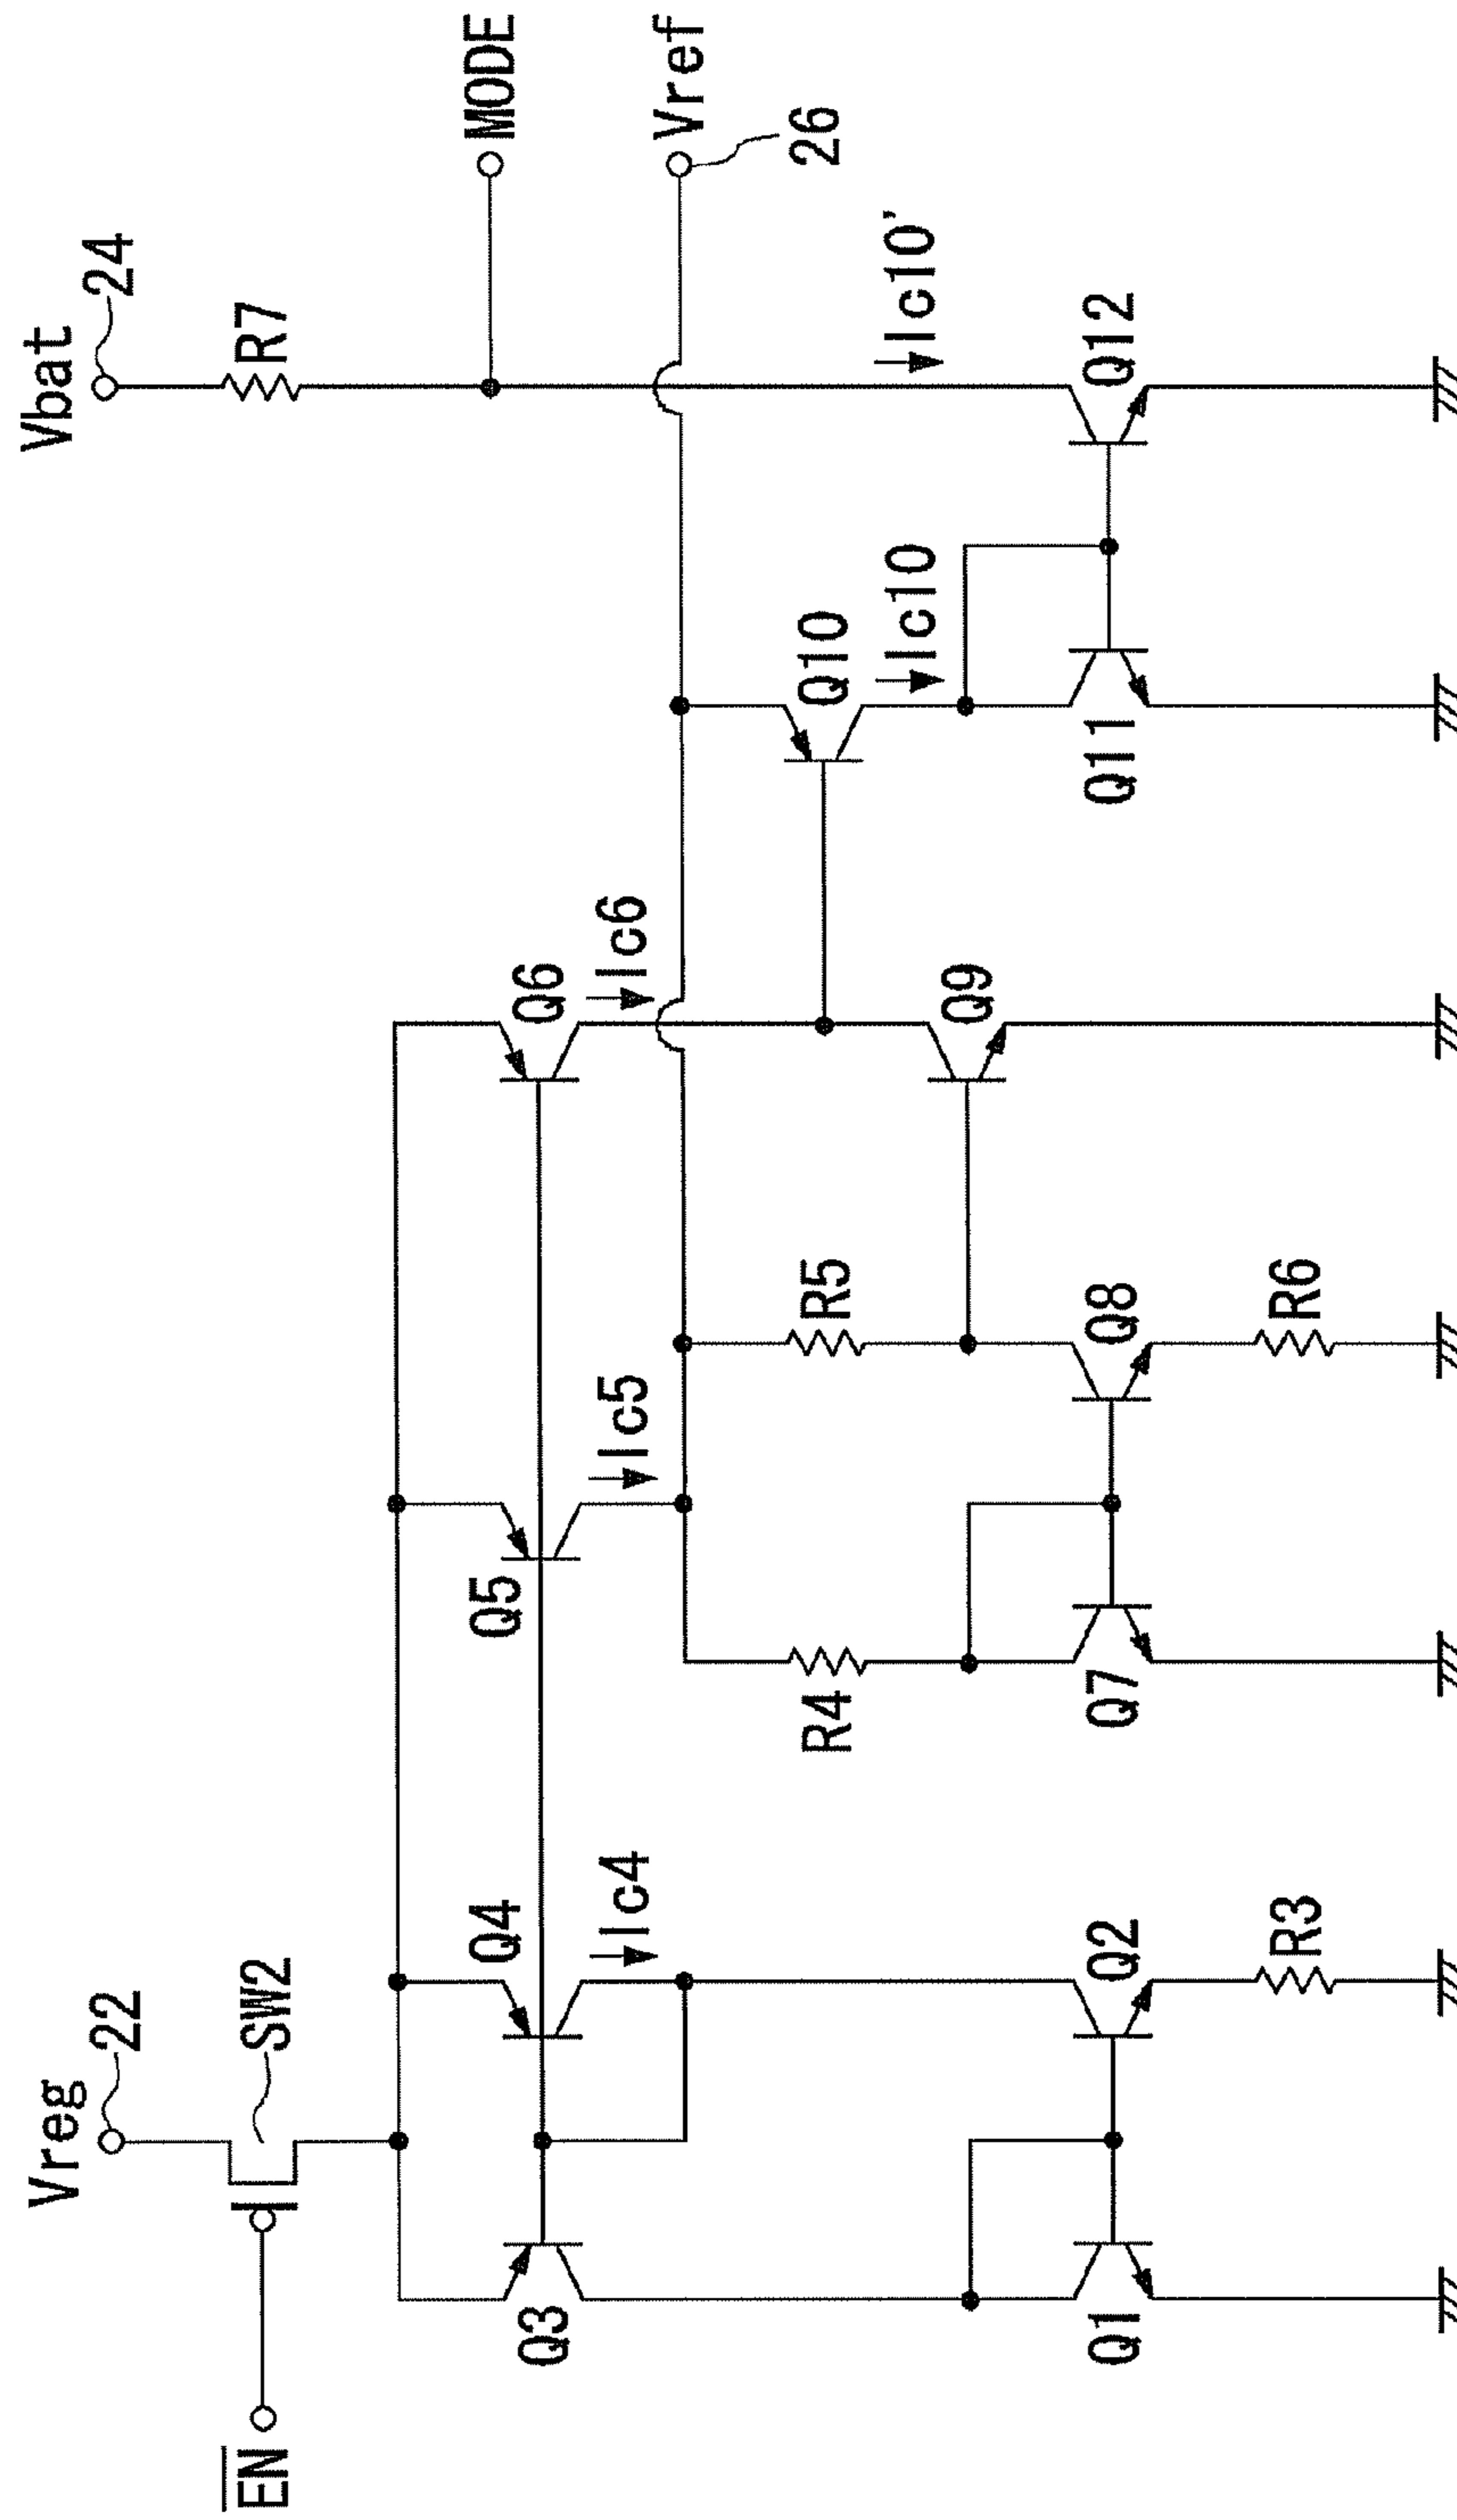 Vreg
22
SW2
EN
Vbat
24
R7
MODE
Vref
26
Q3
Q4
Ic4
Q5
Ic5
Q6
Ic6
Q10
Ic10
Ic10'
R4
R5
Q9
Q1
Q2
R3
Q7
Q8
R6
Q11
Q12